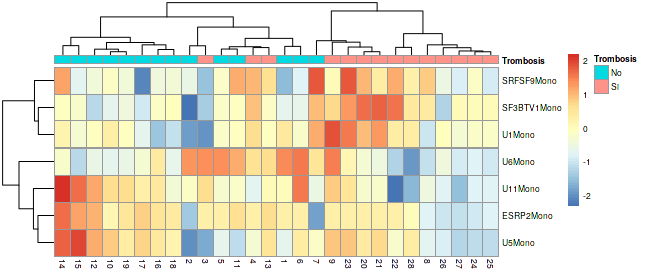 Trombosis
SRFSF9Mono
SF3BTV1Mono
U1Mono
U6Mono
U11Mono
ESRP2Mono
U5Mono
14 15 12 10 19 17 16 18 2 3 5 11 4 13 1 6 7 9 23 20 21 22 28 8 26 27 24 25
2
1
0
-1
-2
Trombosis
No
SI